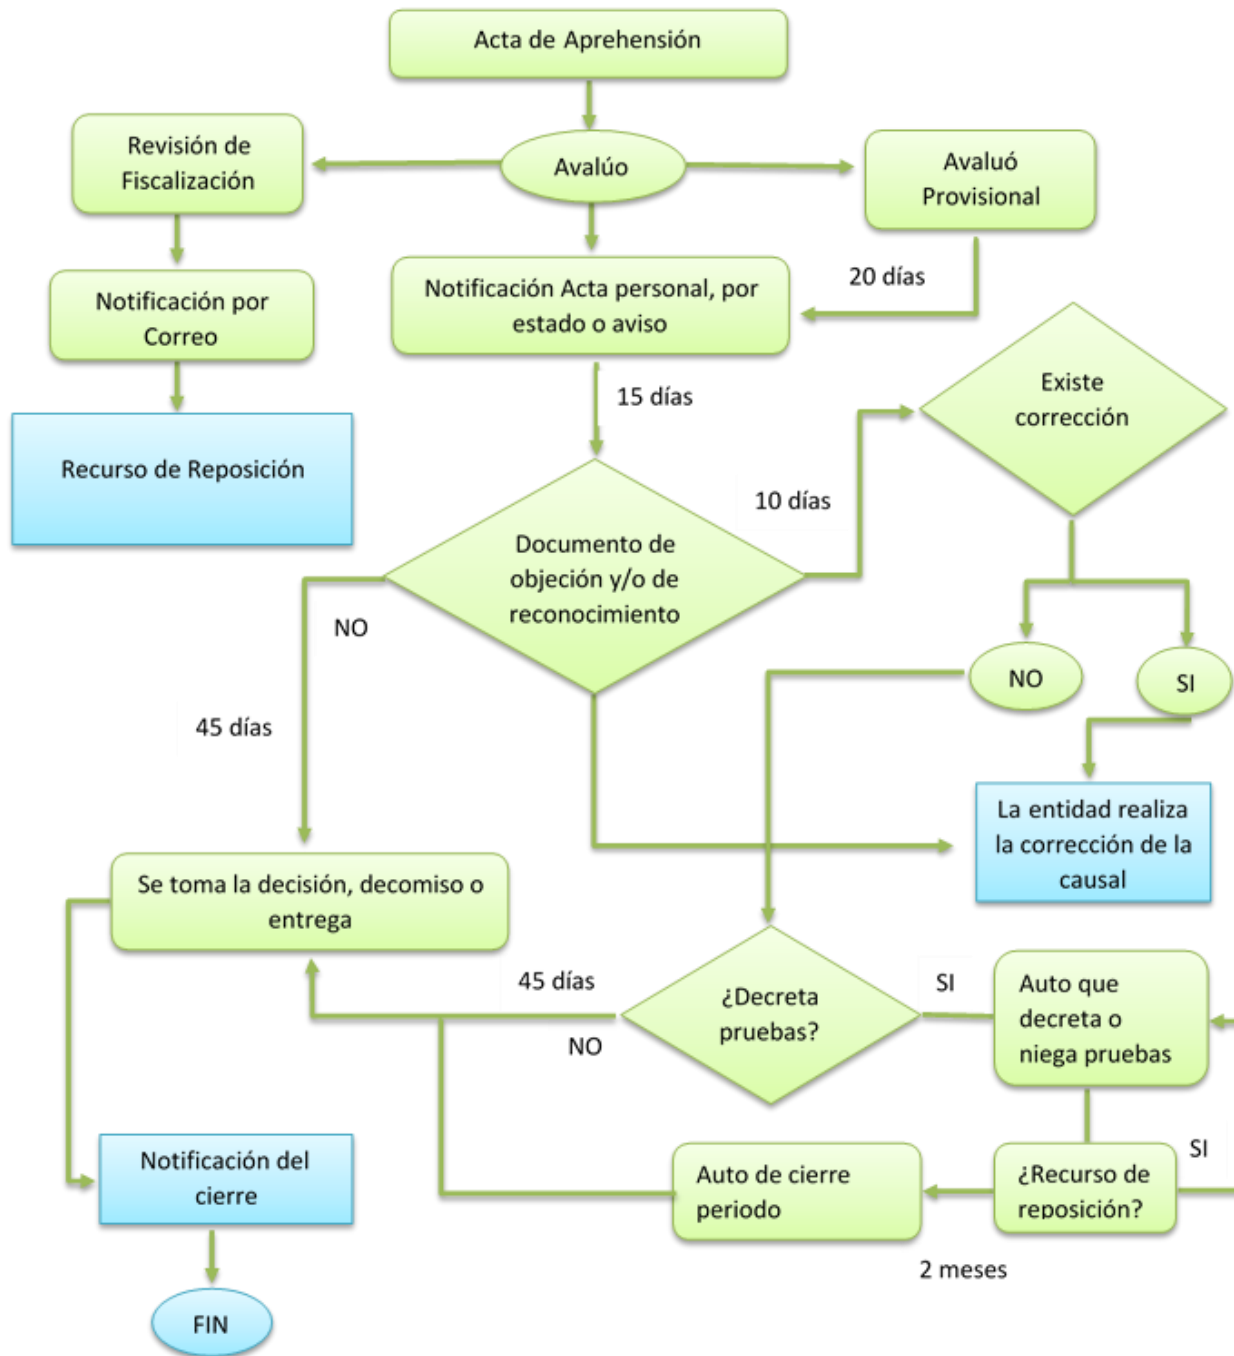 Acta de Aprehensión
Revisión de
Fiscalización
Avalúo
Avaluó
Provisional
20 días
Notificación por
Correo
Notificación Acta personal, por
estado o aviso
15 días
Existe
corrección
Recurso de Reposición
10 días
Documento de
objeción y/o de
reconocimiento
NO
NO
SI
45 días
La entidad realiza
la corrección de la
causal
Se toma la decisión, decomiso o
entrega
45 días
NO
¿Decreta
pruebas?
SI
Auto que
decreta o
niega pruebas
Notificación del
cierre
Auto de cierre
periodo
¿Recurso de
reposición?
SI
2 meses
FIN